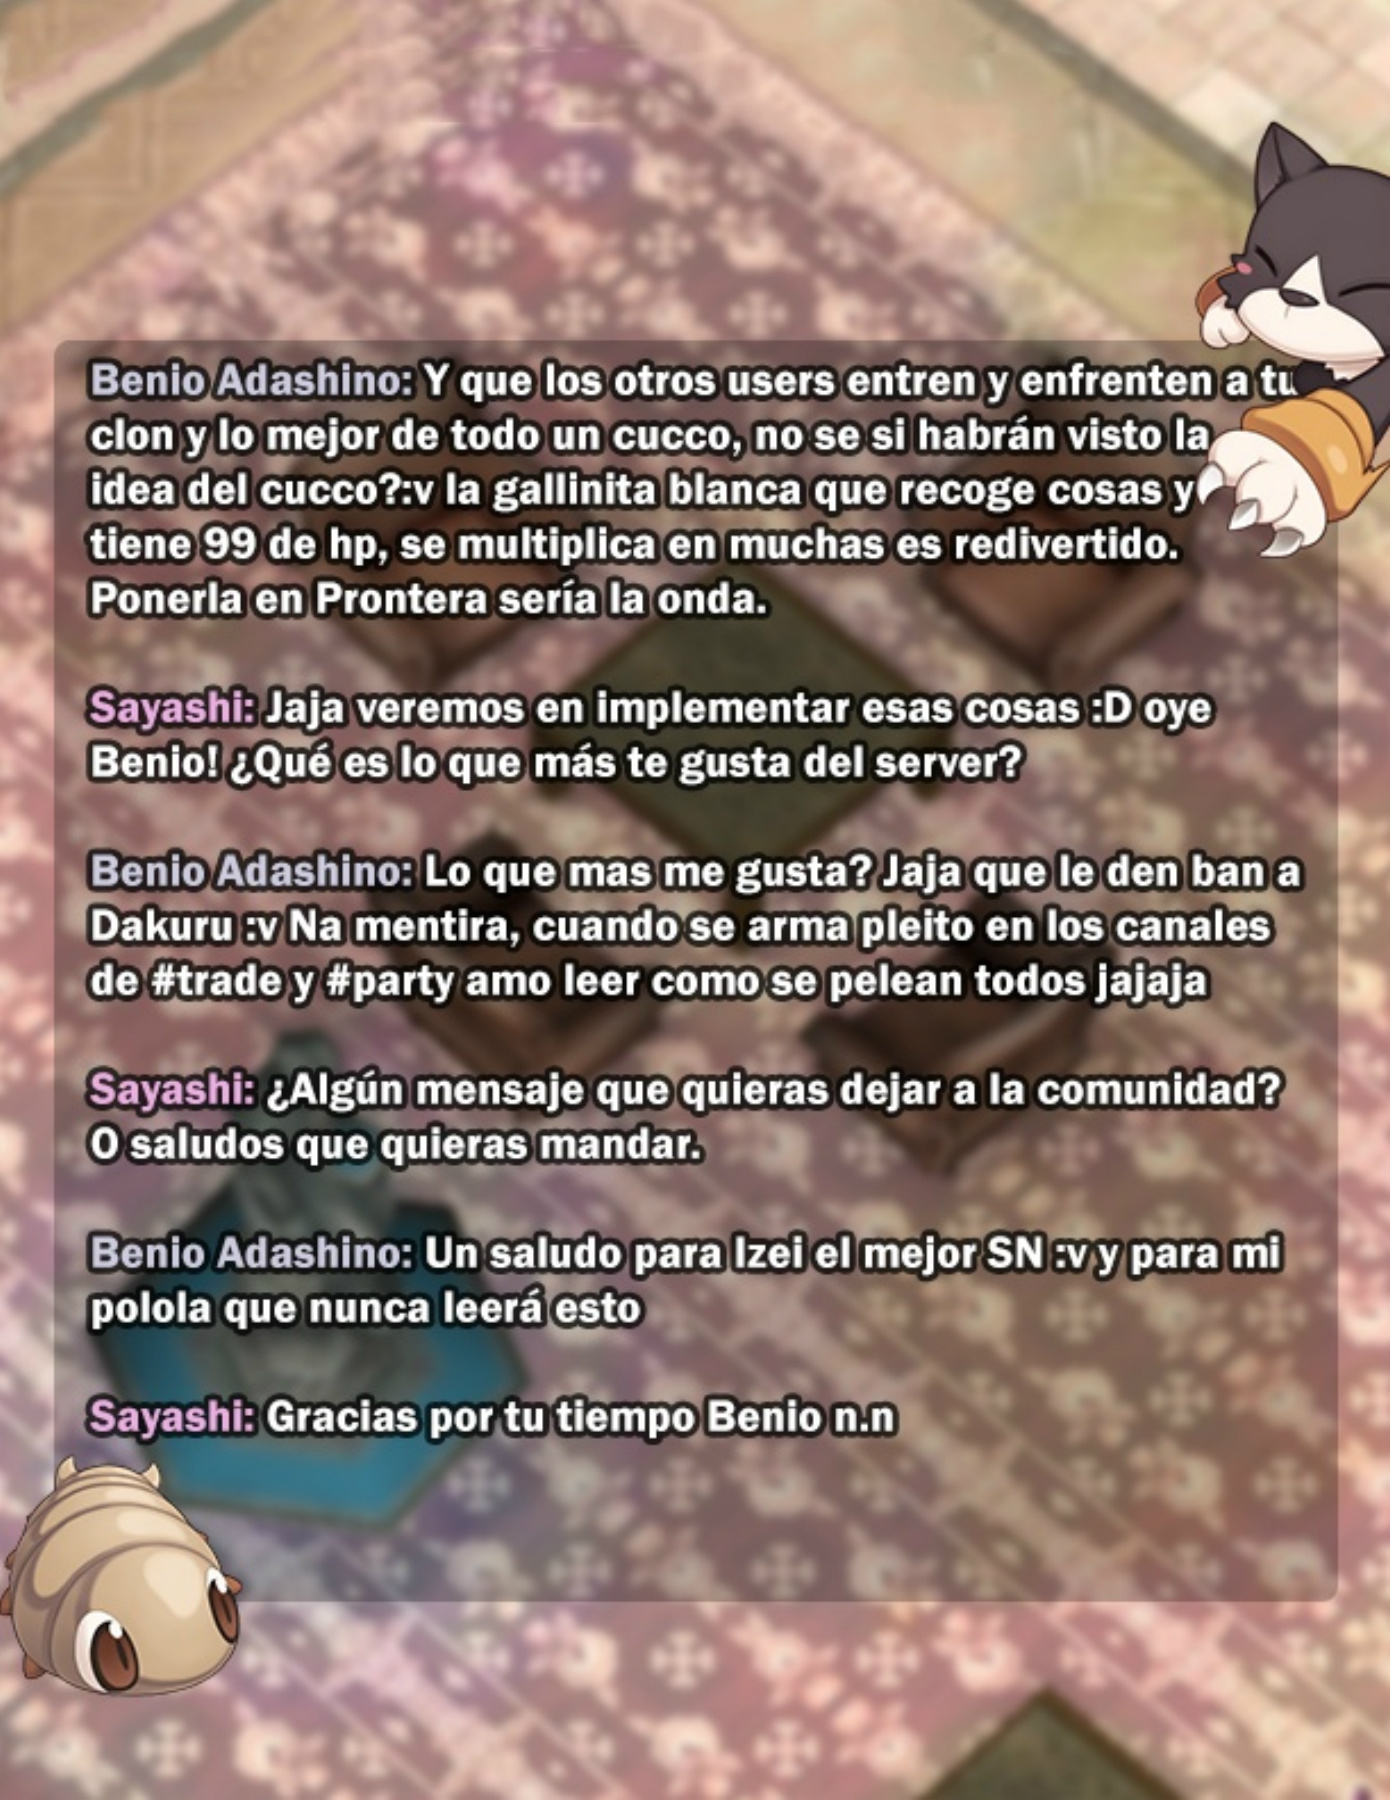 Benio Adashino: Y que los otros users entren y enfrenten a tu
clon y lo mejor de todo un cucco, no se si habrán visto la
idea del cucco?:v la gallinita blanca que recoge cosas y
tiene 99 de hp, se multiplica en muchas es redivertido.
Ponerla en Prontera sería la onda.
Sayashi: Jaja veremos en implementar esas cosas :D oye
Benio! ¿Qué es lo que más te gusta del server?
Benio Adashino: Lo que mas me gusta? Jaja que le den ban a
Dakuru :v Na mentira, cuando se arma pleito en los canales
de #trade y #party amo leer como se pelean todos jajaja
Sayashi: ¿Algún mensaje que quieras dejar a la comunidad?
O saludos que quieras mandar.
Benio Adashino: Un saludo para Izei el mejor SN :v y para mi
polola que nunca leerá esto
Sayashi: Gracias por tu tiempo Benio n.n